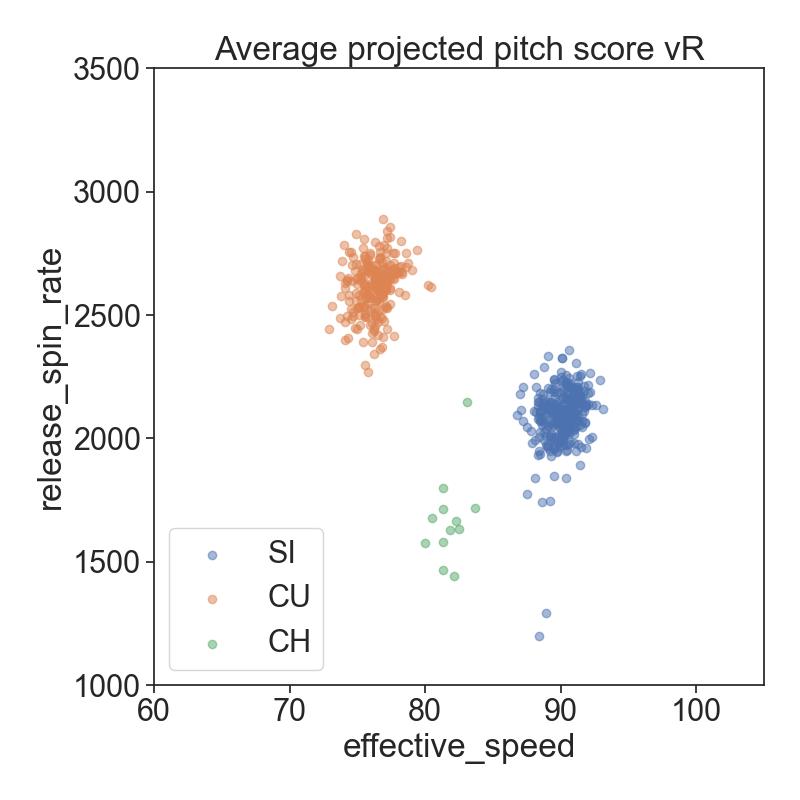 Average projected pitch score vR
3500
3000
2500
2000
1500
1000
release_spin_rate
SI
CU
CH
60
70
80
90
100
effective_speed